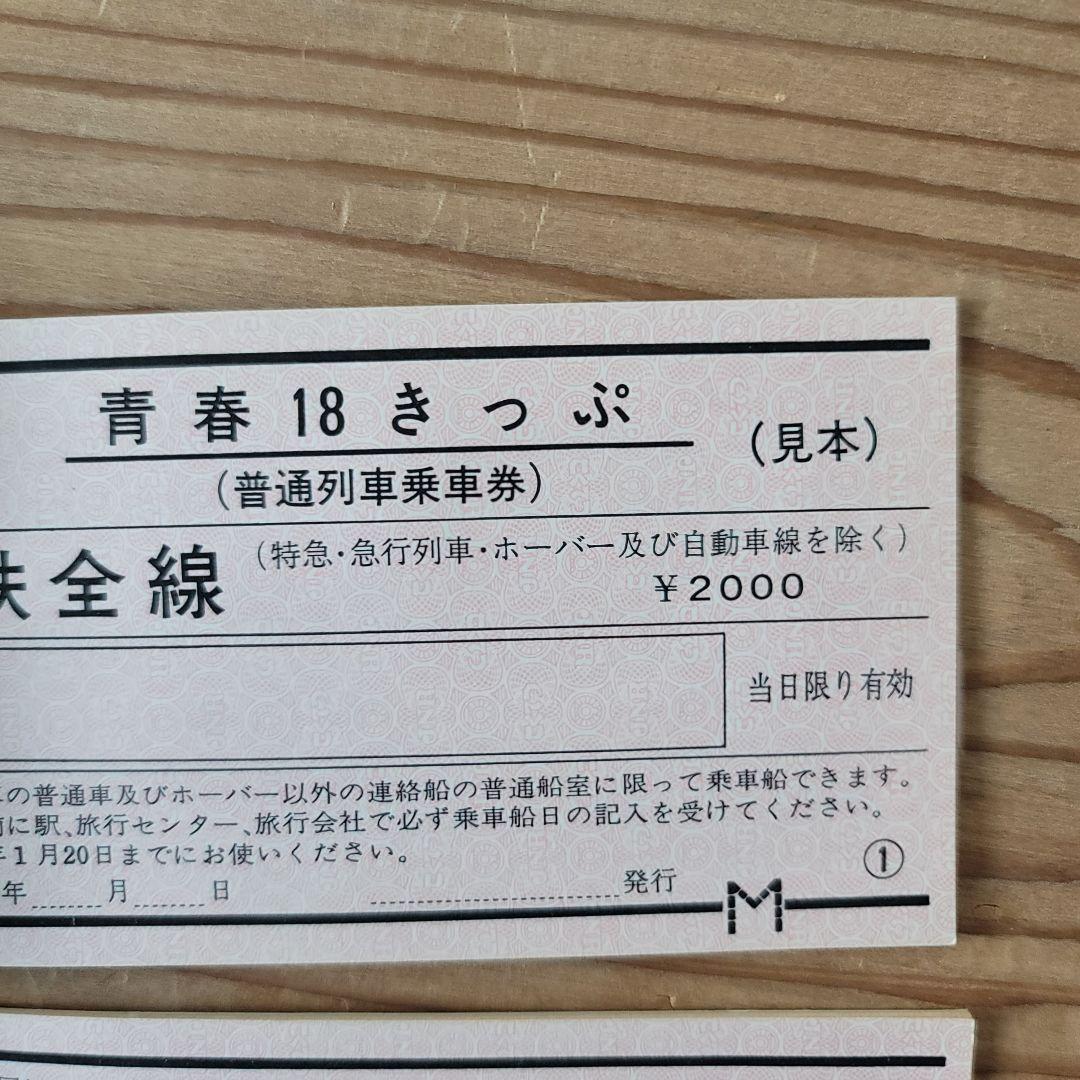 青春18きっぷ
(見本)
(普通列車乗車券)
鉄全線 (特急・急行列車・ホーバー及び自動車線を除く)
¥2000
当日限り有効
の普通車及びホーバー以外の連絡船の普通船室に限って乗車船できます。
前に駅、旅行センター、旅行会社で必ず乗車船日の記入を受けてください。
年1月20日までにお使いください。
①
年 月 日 発行
M